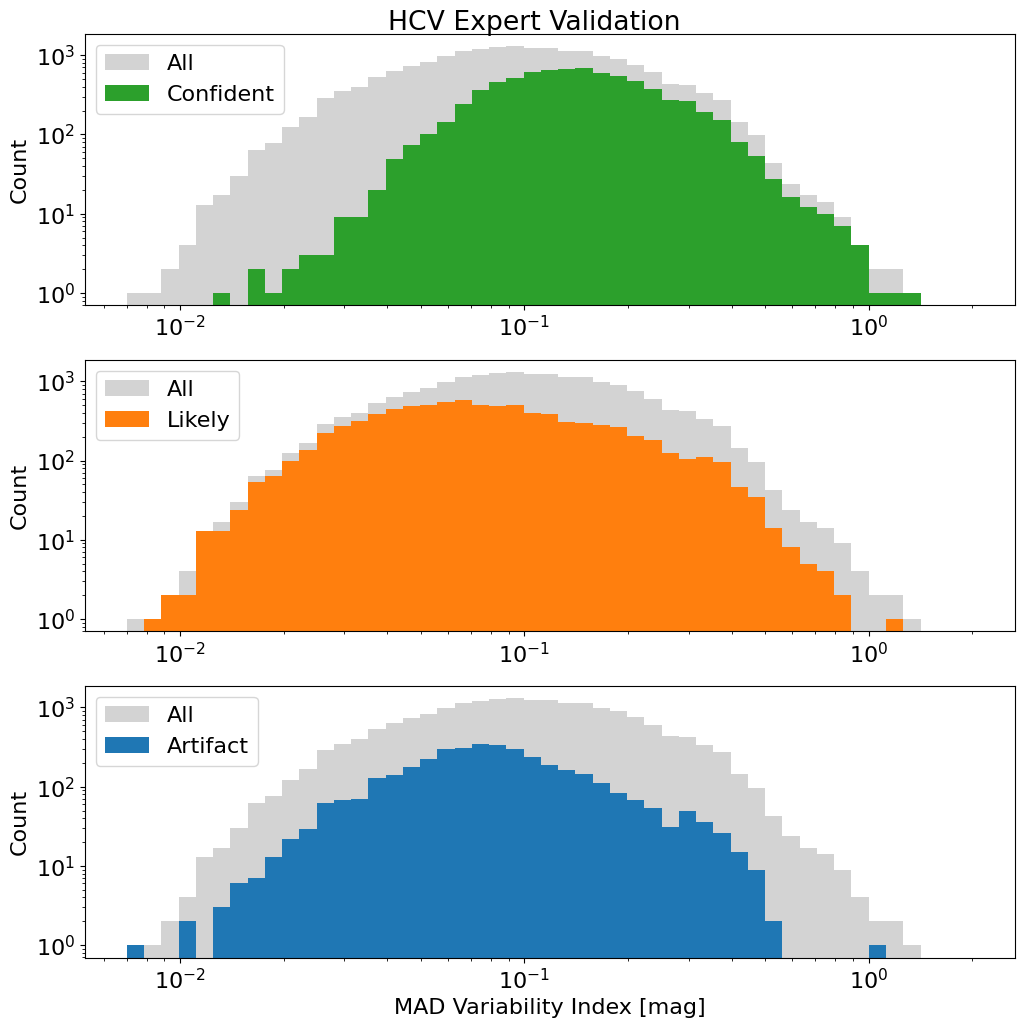 HCV Expert Validation
All
Confident
Count
10³
10²
10¹
10⁰
10⁻²
10⁻¹
10⁰
All
Likely
Count
10³
10²
10¹
10⁰
10⁻²
10⁻¹
10⁰
All
Artifact
Count
10³
10²
10¹
10⁰
10⁻²
10⁻¹
10⁰
MAD Variability Index [mag]